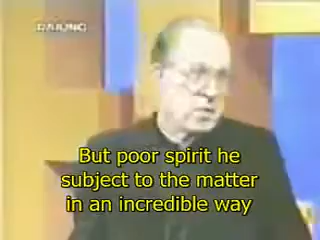 But poor spirit he
subject to the matter
in an incredible way